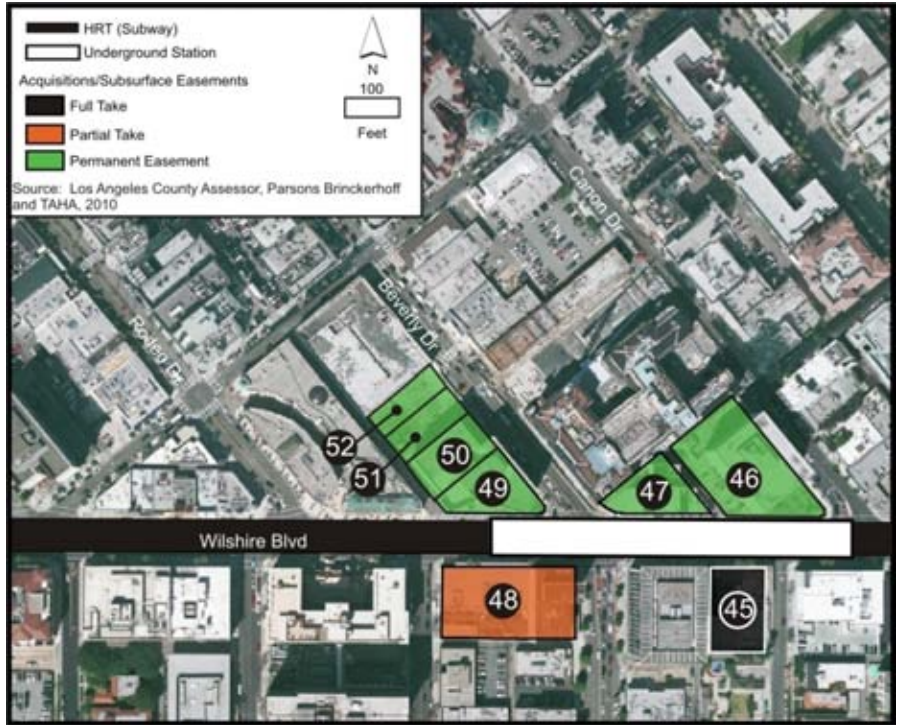 HRT (Subway)
Underground Station
Acquisitions/Subsurface Easements
Full Take
Partial Take
Permanent Easement
Source: Los Angeles County Assessor, Parsons Brinckerhoff
and TAHA, 2010
N
100
Feet
Canon Dr
Beverly Dr
Rodeo Dr
52
51
50
49
47
46
Wilshire Blvd
48
45